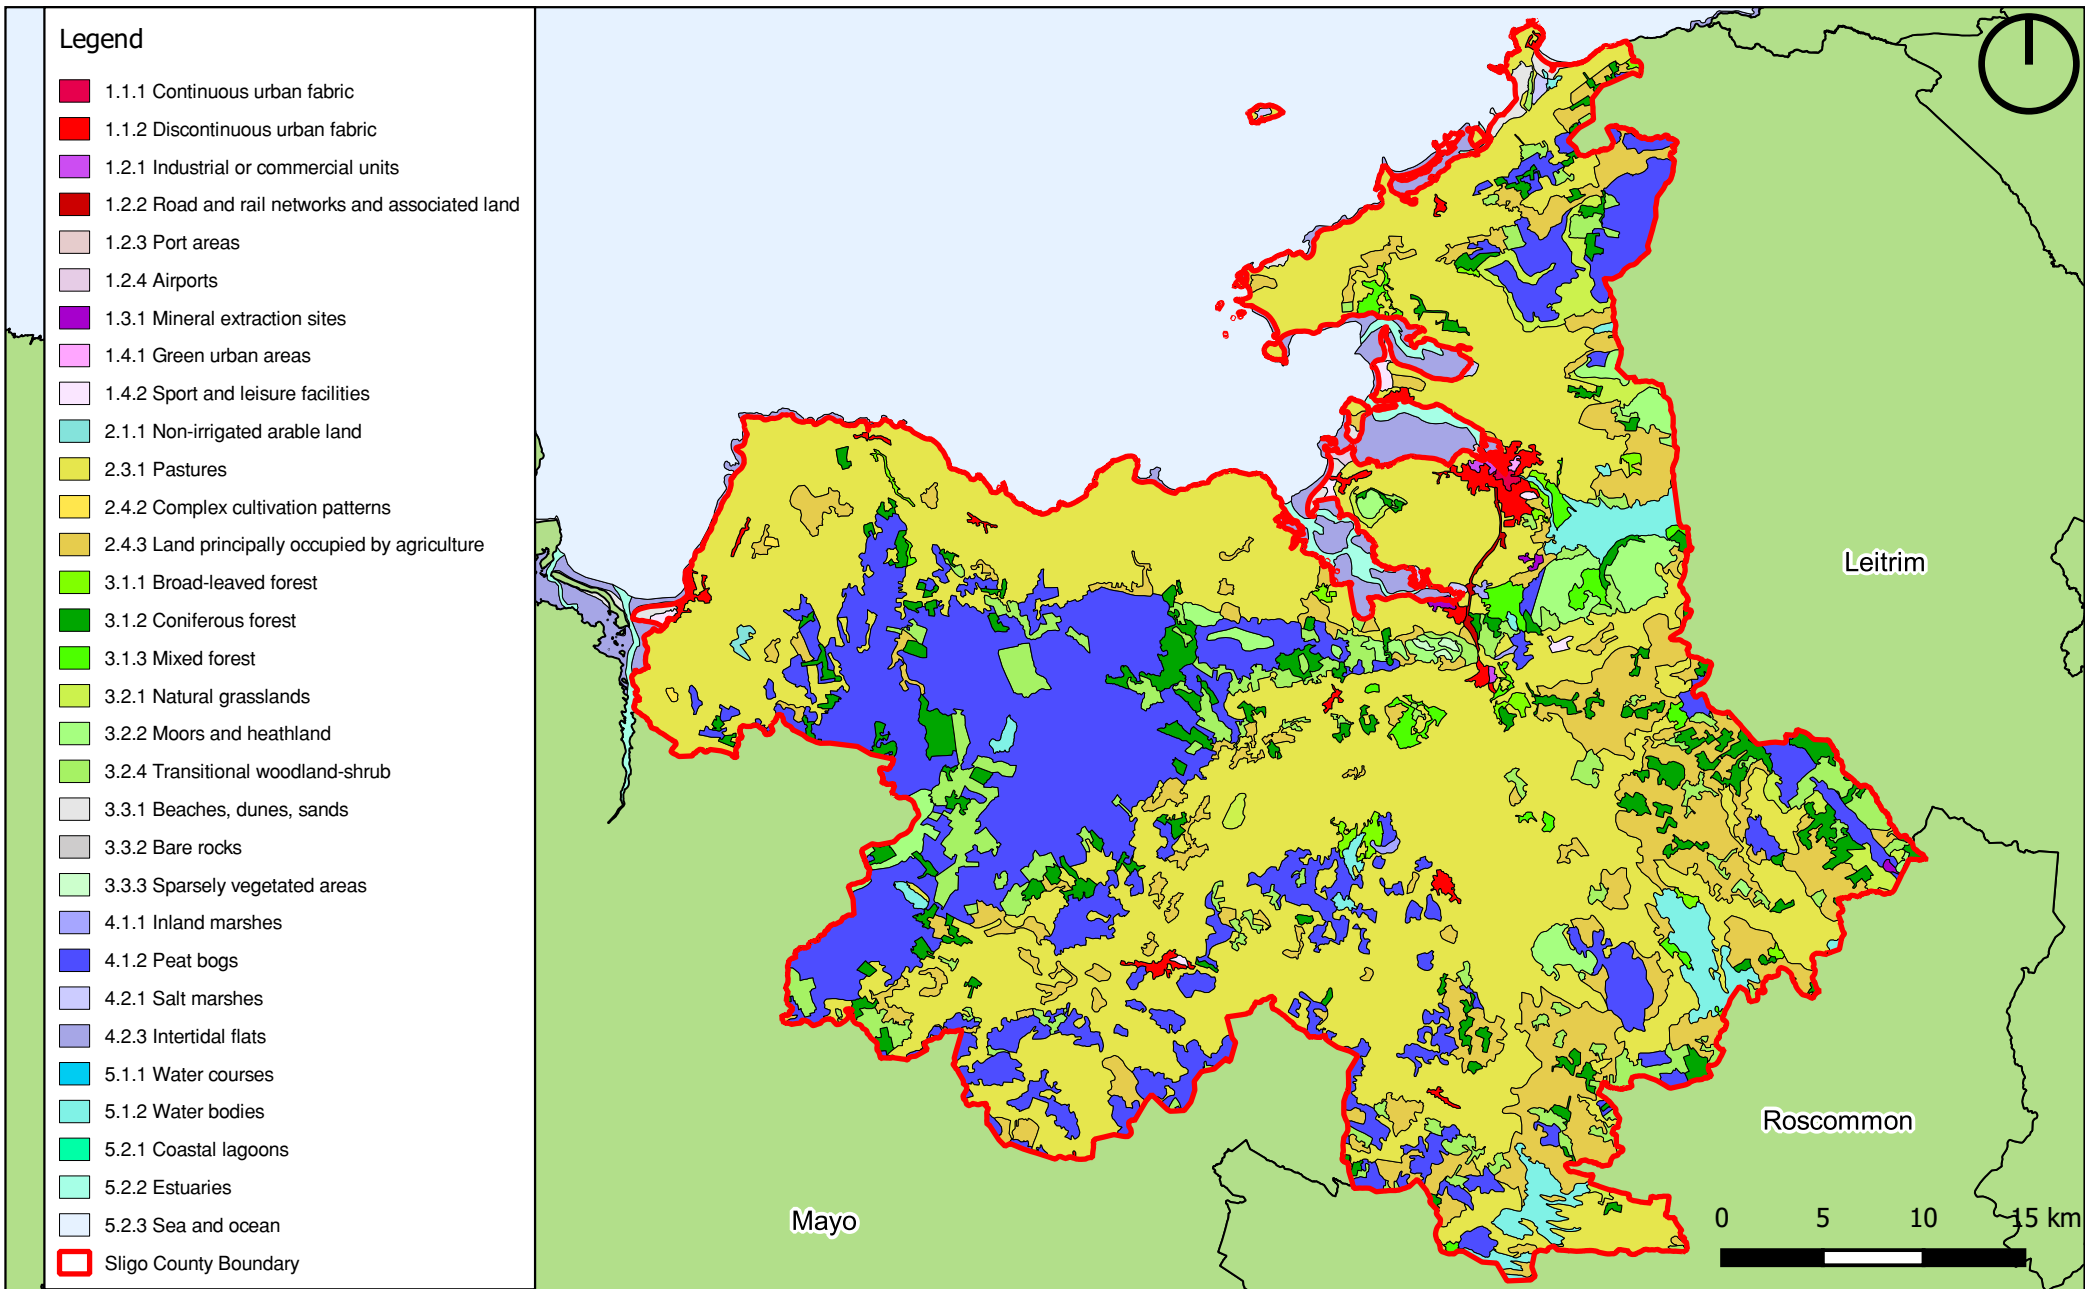 Legend
1.1.1 Continuous urban fabric
1.1.2 Discontinuous urban fabric
1.2.1 Industrial or commercial units
1.2.2 Road and rail networks and associated land
1.2.3 Port areas
1.2.4 Airports
1.3.1 Mineral extraction sites
1.4.1 Green urban areas
1.4.2 Sport and leisure facilities
2.1.1 Non-irrigated arable land
2.3.1 Pastures
2.4.2 Complex cultivation patterns
2.4.3 Land principally occupied by agriculture
3.1.1 Broad-leaved forest
3.1.2 Coniferous forest
3.1.3 Mixed forest
3.2.1 Natural grasslands
3.2.2 Moors and heathland
3.2.4 Transitional woodland-shrub
3.3.1 Beaches, dunes, sands
3.3.2 Bare rocks
3.3.3 Sparsely vegetated areas
4.1.1 Inland marshes
4.1.2 Peat bogs
4.2.1 Salt marshes
4.2.3 Intertidal flats
5.1.1 Water courses
5.1.2 Water bodies
5.2.1 Coastal lagoons
5.2.2 Estuaries
5.2.3 Sea and ocean
Sligo County Boundary
Leitrim
Roscommon
Mayo
0 5 10 15 km